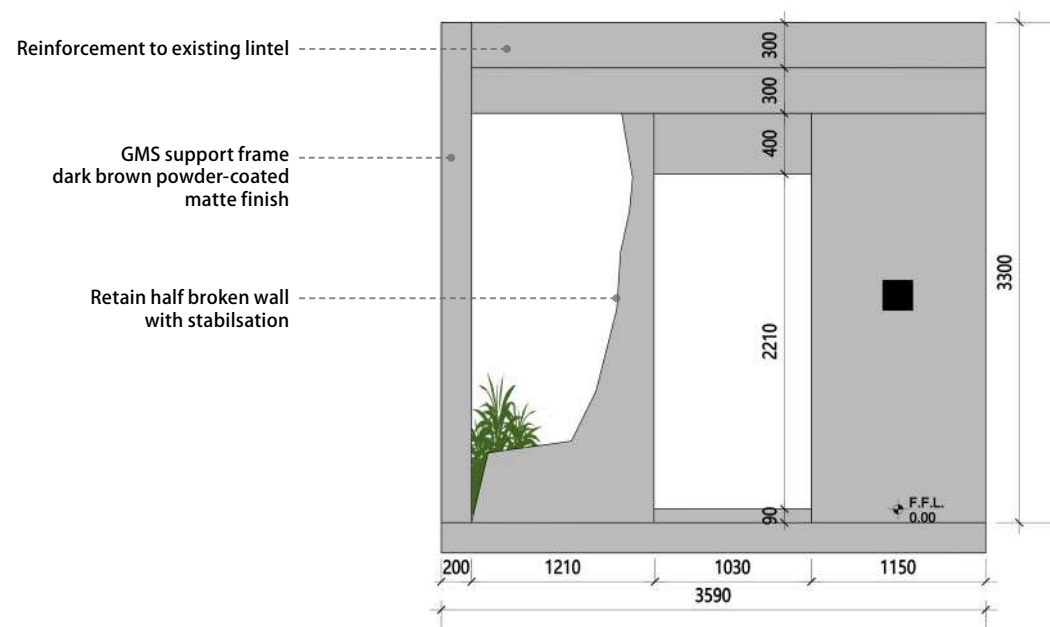 Reinforcement to existing lintel
GMS support frame
dark brown powder-coated
matte finish
Retain half broken wall
with stabilsation
300
300
400
2210
90
3300
F.F.L.
0.00
200
1210
1030
1150
3590